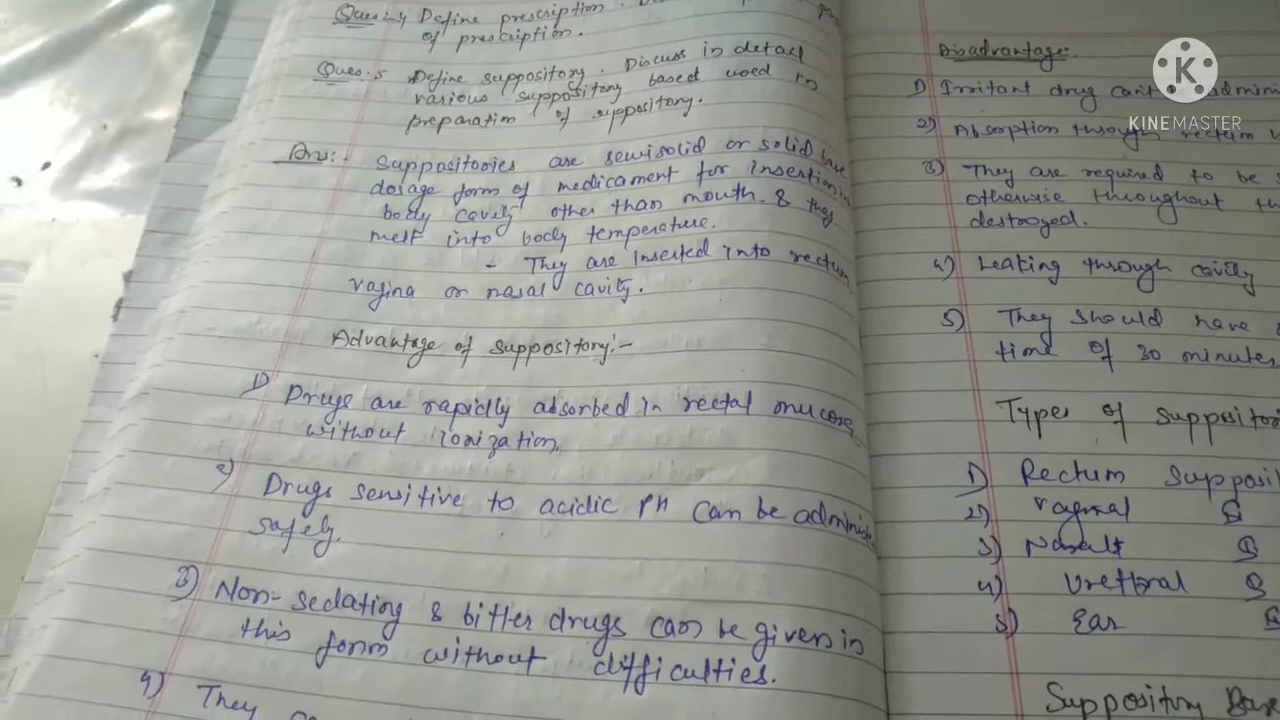 Ques.4 Define prescription.
of prescription.
Ques.5 Define suppository. Discuss in detail
various suppository based used in
preparation of suppository.
Ans:- Suppositories are semisolid or solid
dosage form of medicament for insertion in
body cavity other than mouth & they
melt into body temperature.
- They are inserted into rectum,
vagina or nasal cavity.
Advantage of suppository:-
1) Drugs are rapidly absorbed in rectal mucosa
without ionization.
2) Drugs sensitive to acidic PH can be administe
safely.
3) Non-sedating & bitter drugs can be given in
this form without difficulties.
4) They
Disadvantage:-
1) Irritant drug can't admini
2) Absorption through rectum
3) They are required to be
otherwise throughout th
destroyed.
4) Leaking through cavity
5) They should have
time of 30 minutes.
Types of suppositor
1) Rectum Supposi
2) Vaginal
3) Nasal
4) Urethral
5) Ear
Suppository Bas
KINEMASTER